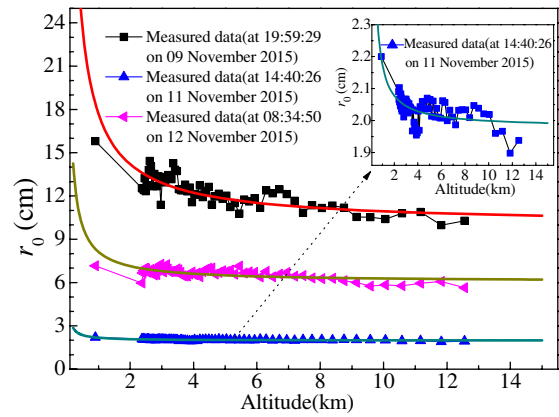 24
21
18
15
12
9
6
3
0
r0 (cm)
2 4 6 8 10 12 14
Altitude(km)
Measured data(at 19:59:29
on 09 November 2015)
Measured data(at 14:40:26
on 11 November 2015)
Measured data(at 08:34:50
on 12 November 2015)
2.3
2.2
2.1
2.0
1.9
r0 (cm)
Measured data(at 14:40:26
on 11 November 2015)
0 2 4 6 8 10 12 14
Altitude(km)